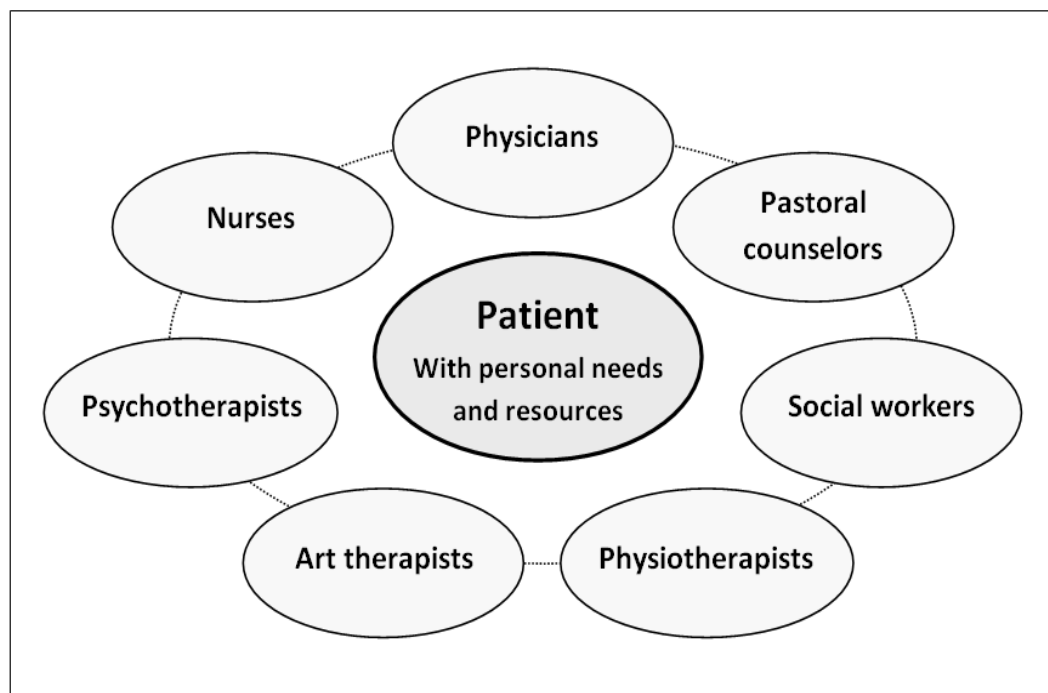 Physicians
Nurses
Pastoral
counselors
Patient
With personal needs
and resources
Psychotherapists
Social workers
Art therapists
Physiotherapists